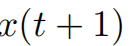 x(t + 1)